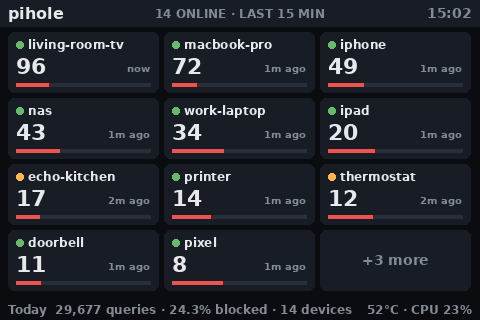 pihole 14 ONLINE · LAST 15 MIN 15:02
living-room-tv
96 now
macbook-pro
72 1m ago
iphone
49 1m ago
nas
43 1m ago
work-laptop
34 1m ago
ipad
20 1m ago
echo-kitchen
17 2m ago
printer
14 1m ago
thermostat
12 2m ago
doorbell
11 1m ago
pixel
8 1m ago
+3 more
Today 29,677 queries · 24.3% blocked · 14 devices 52°C · CPU 23%